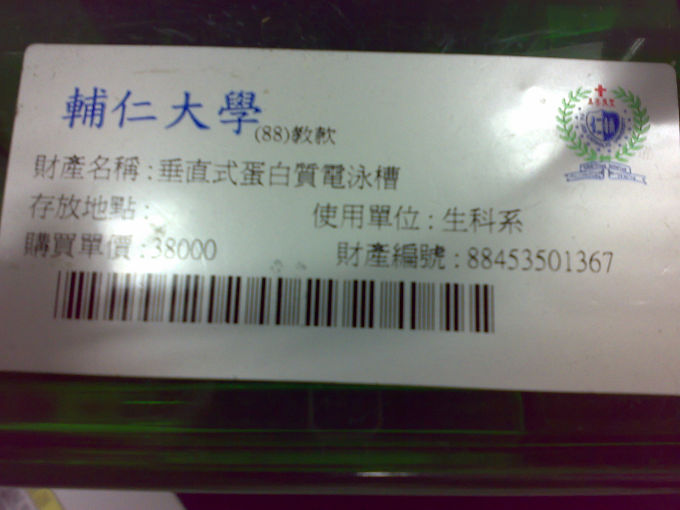 輔仁大學
(88)教款
財產名稱:垂直式蛋白質電泳槽
存放地點:
使用單位:生科系
購買單價:38000
財產編號:88453501367